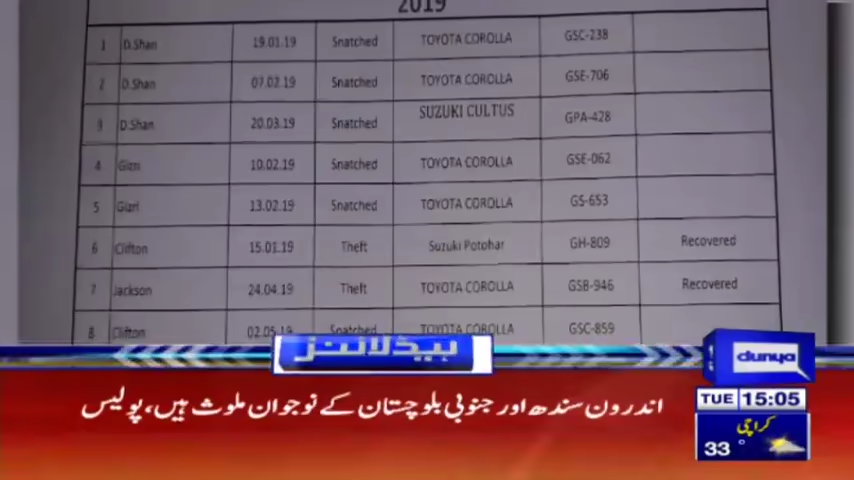 2019
1 D.Shan 19.01.19 Snatched TOYOTA COROLLA GSC-238
2 D.Shan 07.02.19 Snatched TOYOTA COROLLA GSE-706
3 D.Shan 20.03.19 Snatched SUZUKI CULTUS GPA-428
4 Gizri 10.02.19 Snatched TOYOTA COROLLA GSE-062
5 Gizri 13.02.19 Snatched TOYOTA COROLLA GS-653
6 Clifton 15.01.19 Theft Suzuki Potohar GH-809 Recovered
7 Jackson 24.04.19 Theft TOYOTA COROLLA GSB-946 Recovered
8 Clifton 02.05.19 Snatched TOYOTA COROLLA GSC-859
ہیڈلائنز
dunya
اندرون سندھ اور جنوبی بلوچستان کے نوجوان ملوث ہیں، پولیس
TUE 15:05
کراچی
33°